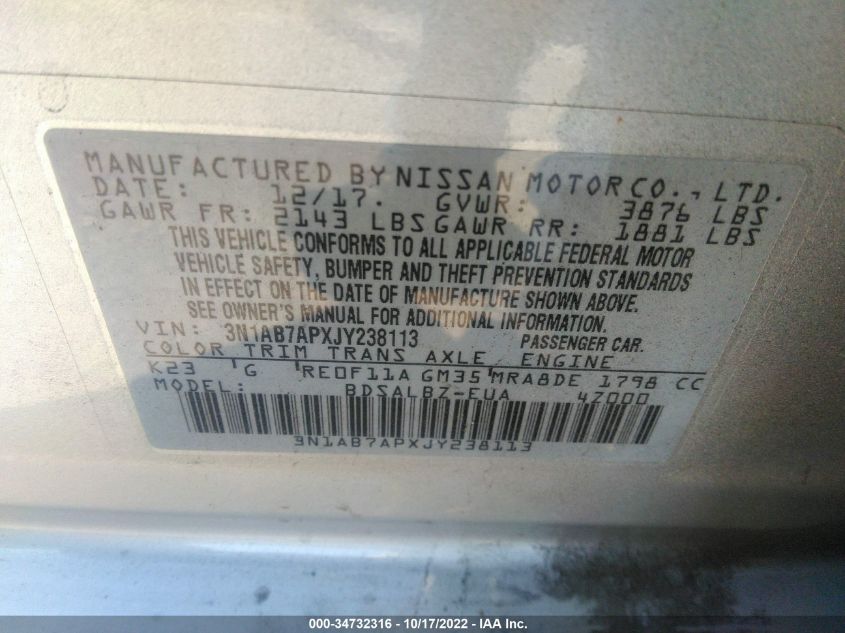 MANUFACTURED BY NISSAN MOTOR CO., LTD.
DATE: 12/17. GVWR: 3876 LBS
GAWR FR: 2143 LBS GAWR RR: 1881 LBS
THIS VEHICLE CONFORMS TO ALL APPLICABLE FEDERAL MOTOR
VEHICLE SAFETY, BUMPER AND THEFT PREVENTION STANDARDS
IN EFFECT ON THE DATE OF MANUFACTURE SHOWN ABOVE.
SEE OWNER'S MANUAL FOR ADDITIONAL INFORMATION.
VIN: 3N1AB7APXJY238113 PASSENGER CAR.
COLOR TRIM TRANS AXLE ENGINE
K23 G RE0F11A GM35 MRA8DE 1798 CC
MODEL: BDSALBZ-EUA 4Z000
3N1AB7APXJY238113
000-34732316 - 10/17/2022 - IAA Inc.